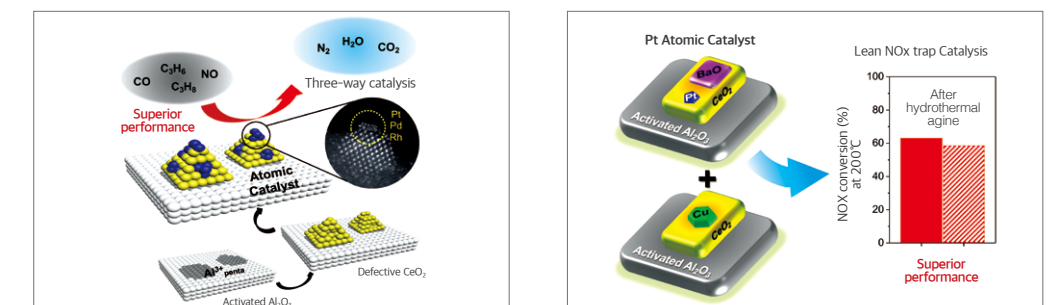 N2 H2O CO2
C3H6 NO
CO
C3H8
Three-way catalysis
Superior
performance
Pt
Pd
Rh
Atomic
Catalyst
Defective CeO2
Al3+ penta
Activated Al2O3
Pt Atomic Catalyst
BaO
Pt
CeO2
Activated Al2O3
+
Cu
CeO2
Activated Al2O3
Lean NOx trap Catalysis
NOX conversion (%)
at 200℃
100
80
60
40
20
0
After
hydrothermal
agine
Superior
performance